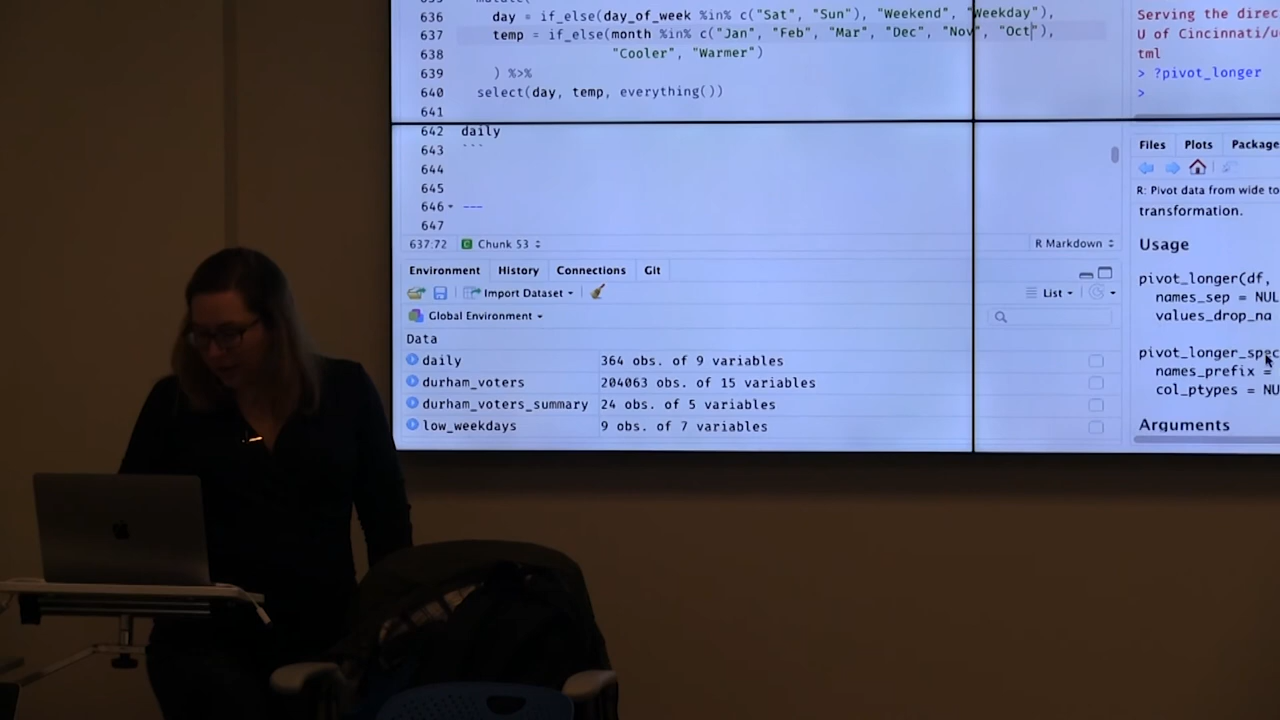 635 mutate(
636 day = if_else(day_of_week %in% c("Sat", "Sun"), "Weekend", "Weekday"),
637 temp = if_else(month %in% c("Jan", "Feb", "Mar", "Dec", "Nov", "Oct"),
638 "Cooler", "Warmer")
639 ) %>%
640 select(day, temp, everything())
641
642 daily
643 ```
644
645
646 ---
647
637:72 C Chunk 53 R Markdown
Environment History Connections Git
Import Dataset List
Global Environment
Data
daily 364 obs. of 9 variables
durham_voters 204063 obs. of 15 variables
durham_voters_summary 24 obs. of 5 variables
low_weekdays 9 obs. of 7 variables
Serving the direc
U of Cincinnati/u
tml
> ?pivot_longer
>
Files Plots Package
R: Pivot data from wide to
transformation.
Usage
pivot_longer(df,
names_sep = NUL
values_drop_na
pivot_longer_spec
names_prefix =
col_ptypes = NU
Arguments